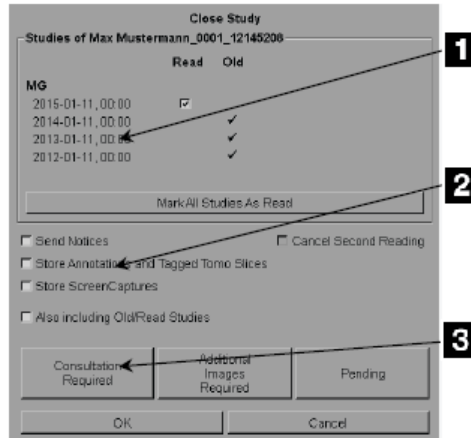 Close Study
Studies of Max Mustermann_0001_12145206
Read Old
MG
2015-01-11, 00:00
2014-01-11, 00:00
2013-01-11, 00:00
2012-01-11, 00:00
Mark All Studies As Read
Send Notices Cancel Second Reading
Store Annotations and Tagged Tomo Slices
Store ScreenCaptures
Also including Old/Read Studies
Consultation Required Additional Images Required Pending
OK Cancel
1
2
3